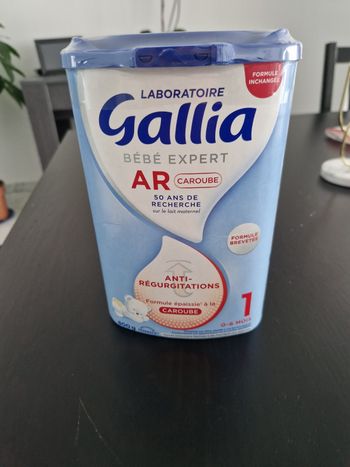 FORMULE
INCHANGÉE
LABORATOIRE
Gallia
BÉBÉ EXPERT
AR CAROUBE
50 ANS DE
RECHERCHE
sur le lait maternel
FORMULE
BREVETÉE
ANTI-
RÉGURGITATIONS
Formule épaissie à la
CAROUBE
1
0-6 MOIS
800 g